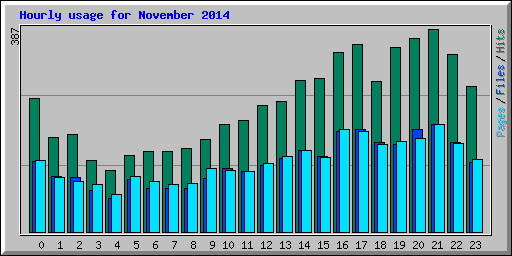 Hourly usage for November 2014
387
Pages / Files / Hits
0 1 2 3 4 5 6 7 8 9 10 11 12 13 14 15 16 17 18 19 20 21 22 23